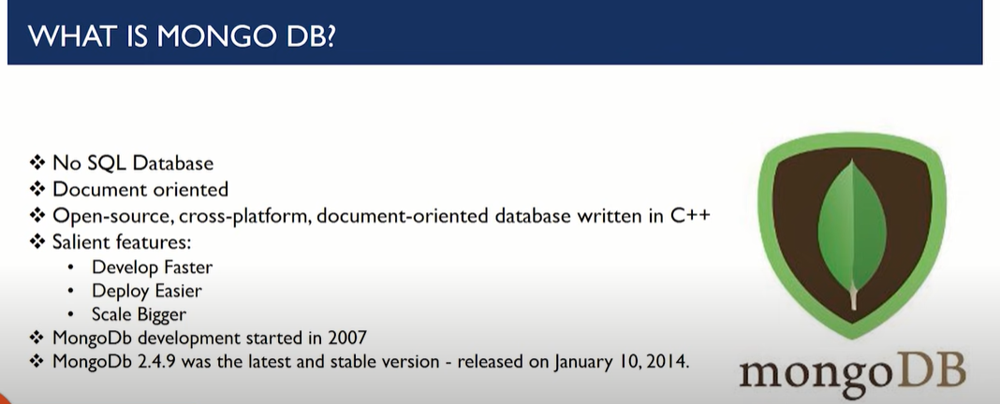 WHAT IS MONGO DB?
❖ No SQL Database
❖ Document oriented
❖ Open-source, cross-platform, document-oriented database written in C++
❖ Salient features:
• Develop Faster
• Deploy Easier
• Scale Bigger
❖ MongoDb development started in 2007
❖ MongoDb 2.4.9 was the latest and stable version - released on January 10, 2014.
mongoDB